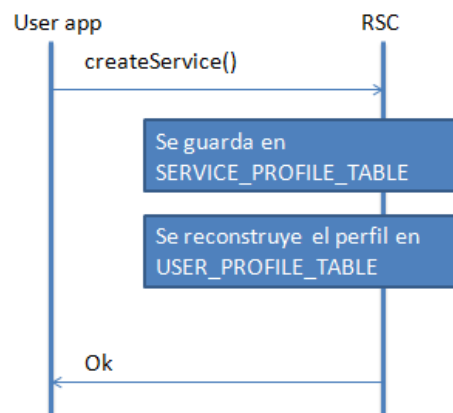 User app
RSC
createService()
Se guarda en
SERVICE_PROFILE_TABLE
Se reconstruye el perfil en
USER_PROFILE_TABLE
Ok